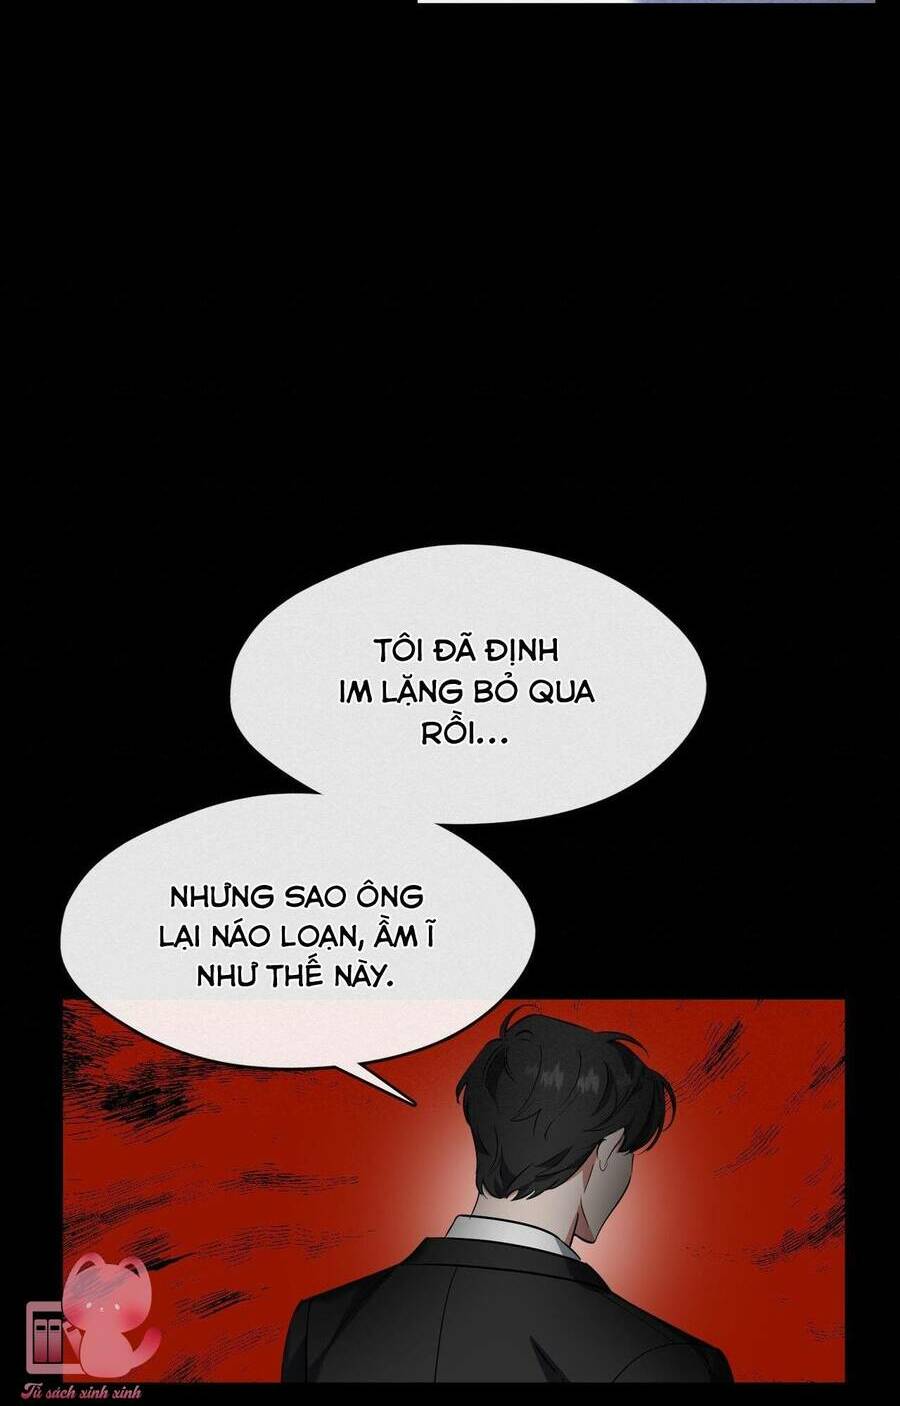 TÔI ĐÃ ĐỊNH
IM LẶNG BỎ QUA
RỒI...
NHƯNG SAO ÔNG
LẠI NÁO LOẠN, ẦM Ĩ
NHƯ THẾ NÀY.
Tủ sách xinh xinh